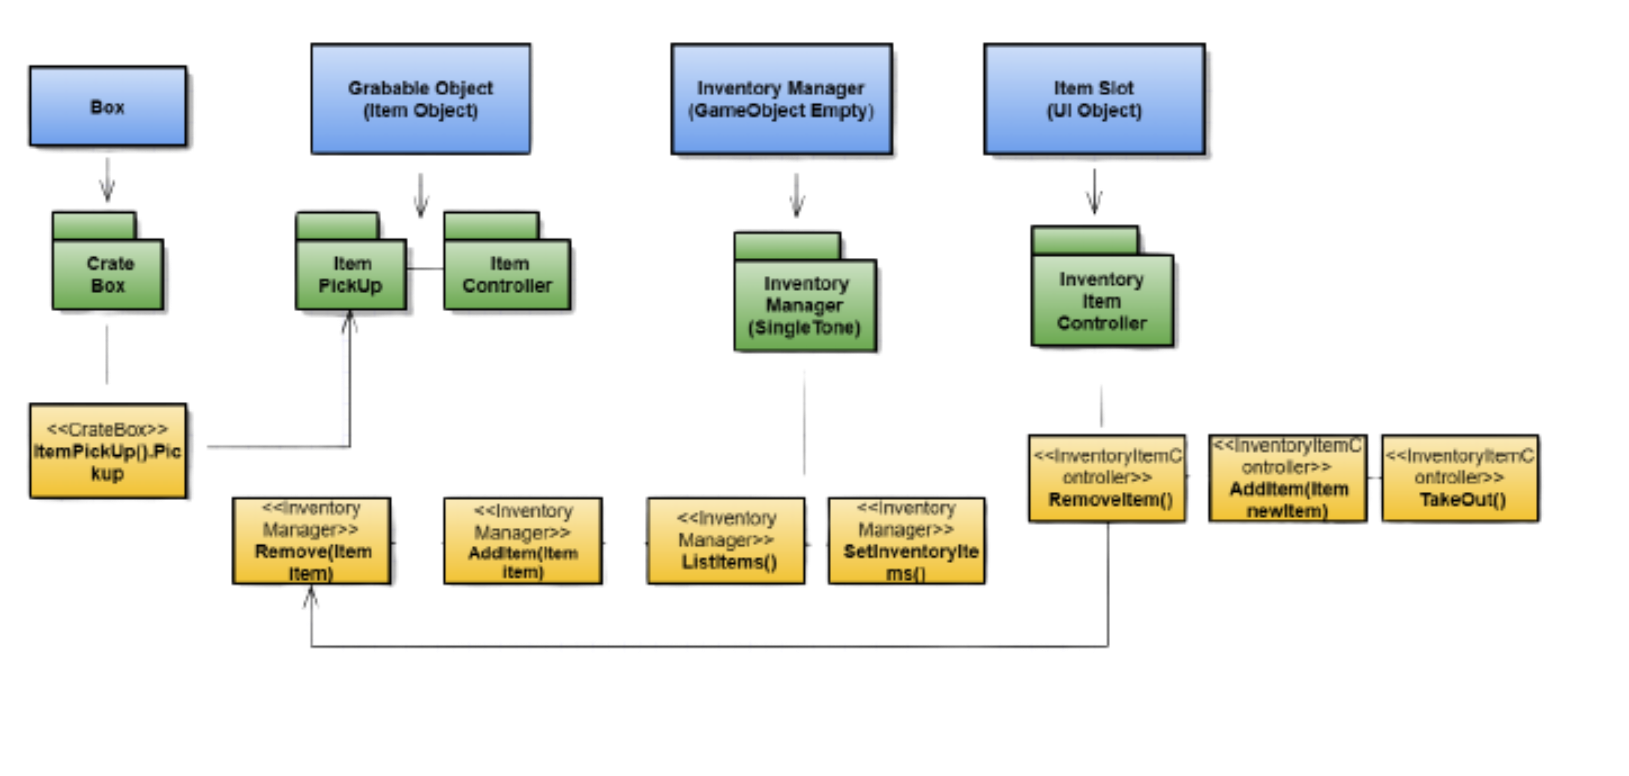 Box
Grabable Object
(Item Object)
Inventory Manager
(GameObject Empty)
Item Slot
(UI Object)
Crate
Box
Item
PickUp
Item
Controller
Inventory
Manager
(SingleTone)
Inventory
Item
Controller
<<CrateBox>>
ItemPickUp().Pic
kup
<<Inventory
Manager>>
Remove(Item
Item)
<<Inventory
Manager>>
AddItem(Item
item)
<<Inventory
Manager>>
ListItems()
<<Inventory
Manager>>
SetInventoryIte
ms()
<<InventoryItemC
ontroller>>
RemoveItem()
<<InventoryItemC
ontroller>>
AddItem(Item
newItem)
<<InventoryItemC
ontroller>>
TakeOut()